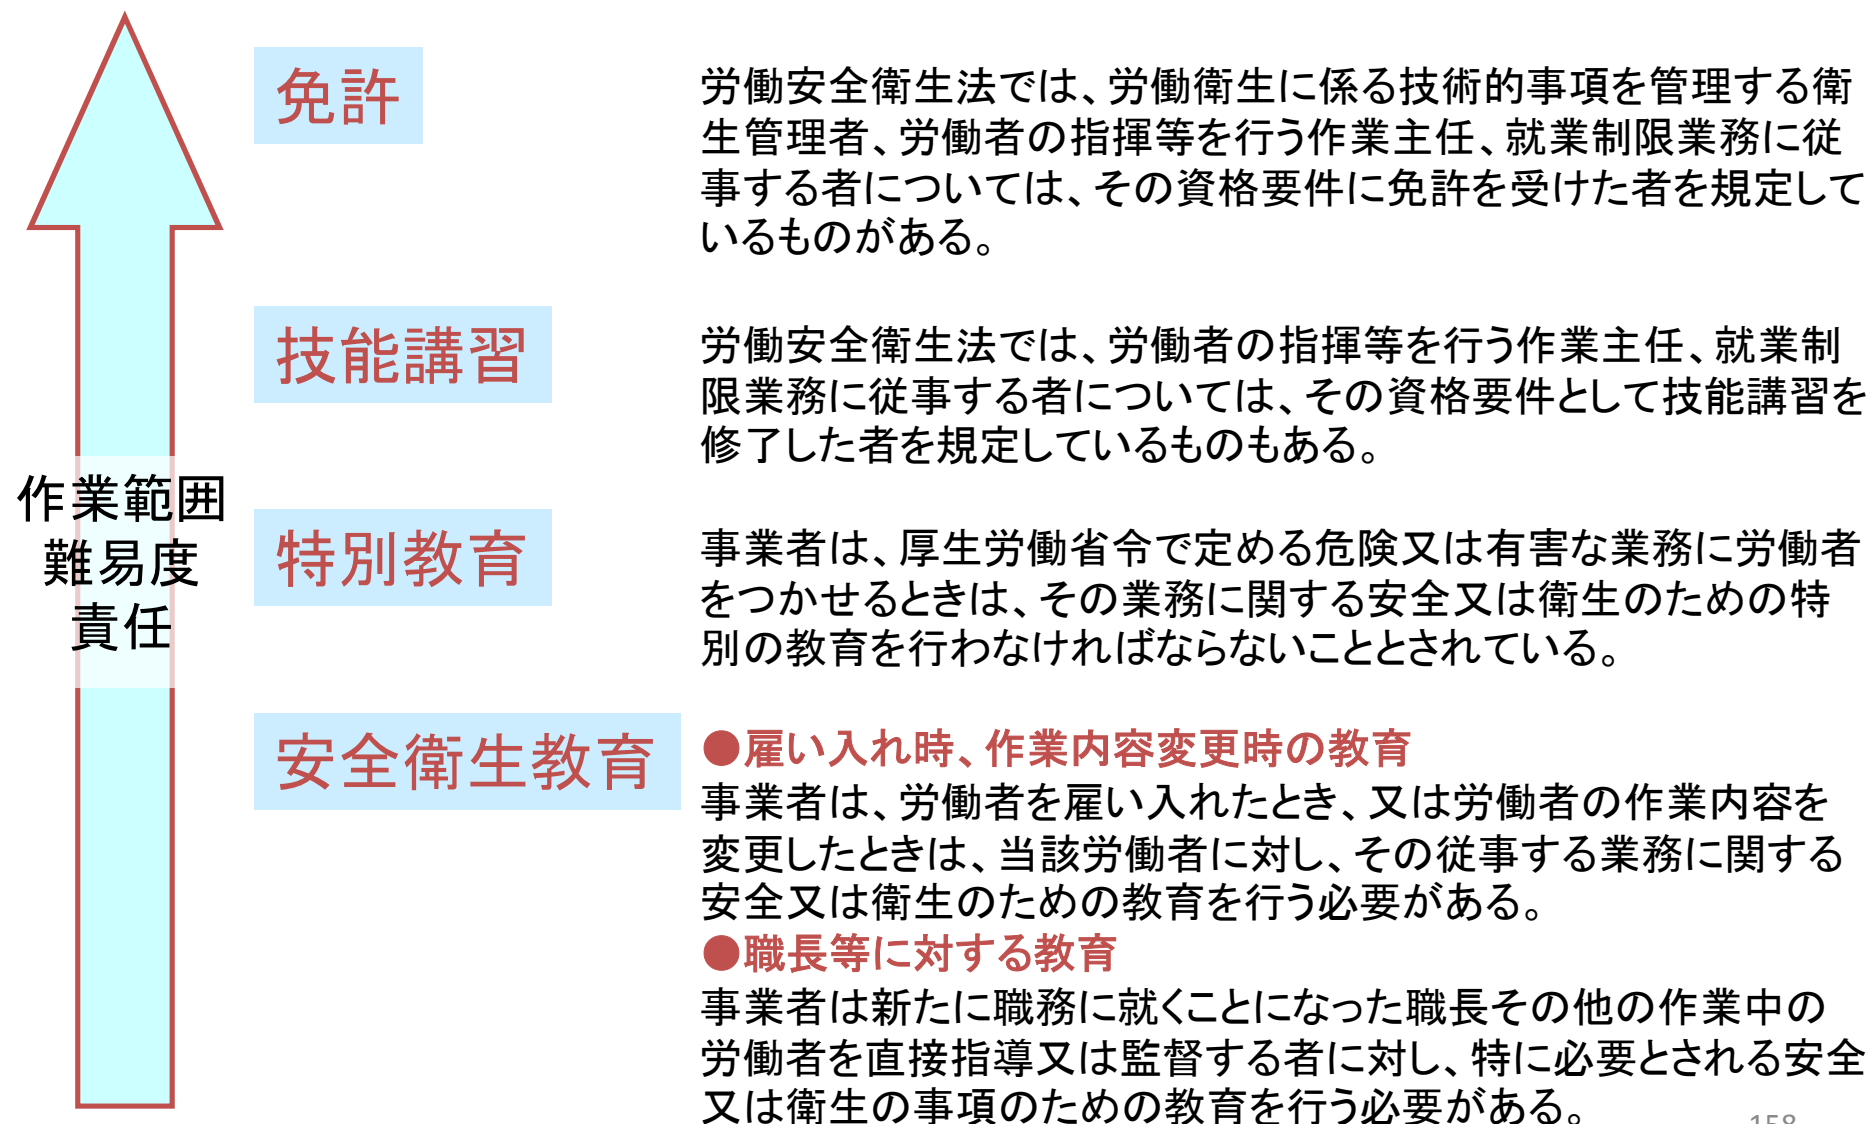 免許
労働安全衛生法では、労働衛生に係る技術的事項を管理する衛
生管理者、労働者の指揮等を行う作業主任、就業制限業務に従
事する者については、その資格要件に免許を受けた者を規定して
いるものがある。
技能講習
労働安全衛生法では、労働者の指揮等を行う作業主任、就業制
限業務に従事する者については、その資格要件として技能講習を
修了した者を規定しているものもある。
作業範囲
難易度
責任
特別教育
事業者は、厚生労働省令で定める危険又は有害な業務に労働者
をつかせるときは、その業務に関する安全又は衛生のための特
別の教育を行わなければならないこととされている。
安全衛生教育
●雇い入れ時、作業内容変更時の教育
事業者は、労働者を雇い入れたとき、又は労働者の作業内容を
変更したときは、当該労働者に対し、その従事する業務に関する
安全又は衛生のための教育を行う必要がある。
●職長等に対する教育
事業者は新たに職務に就くことになった職長その他の作業中の
労働者を直接指導又は監督する者に対し、特に必要とされる安全
又は衛生の事項のための教育を行う必要がある。
158